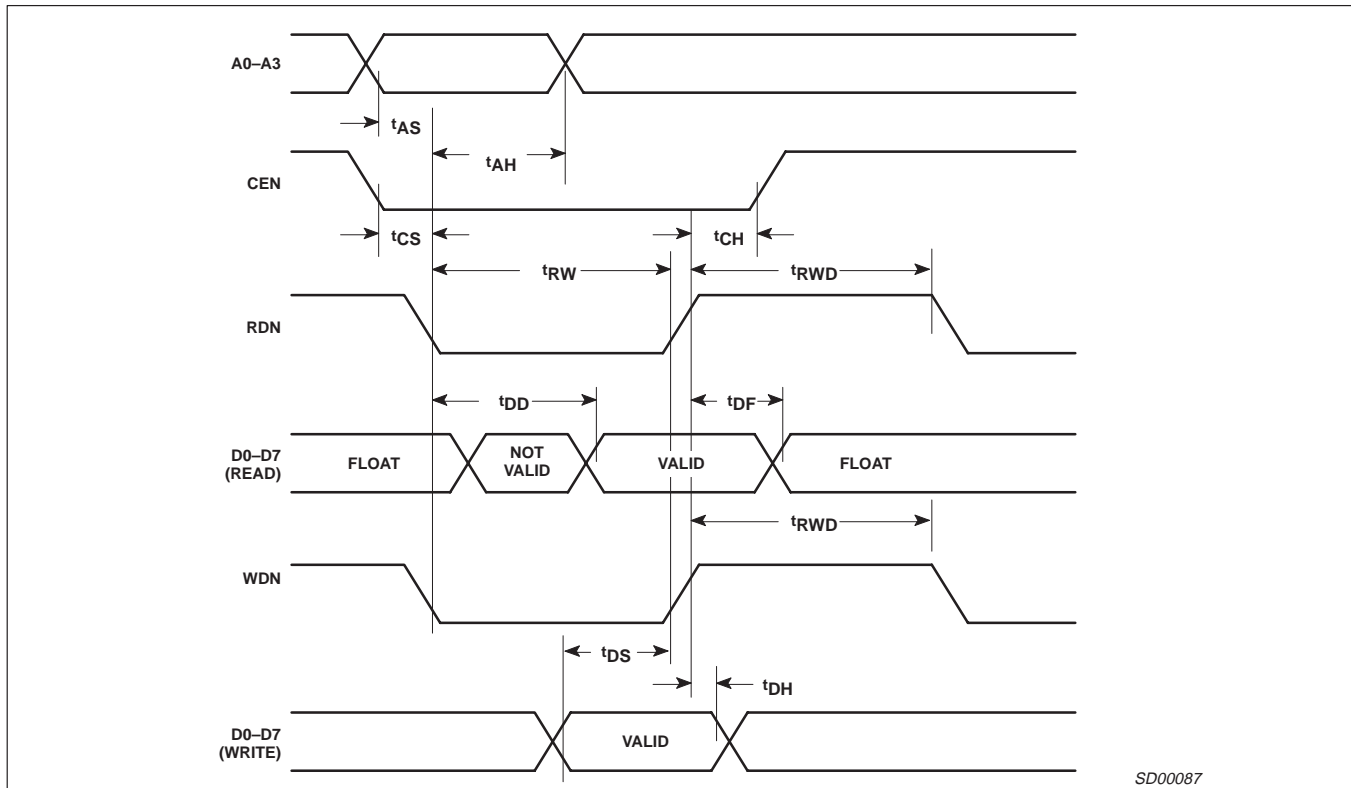 A0–A3
tAS
tAH
CEN
tCS
tCH
tRW
tRWD
RDN
tDD
tDF
D0–D7
(READ)
FLOAT
NOT
VALID
VALID
FLOAT
tRWD
WDN
tDS
tDH
D0–D7
(WRITE)
VALID
SD00087